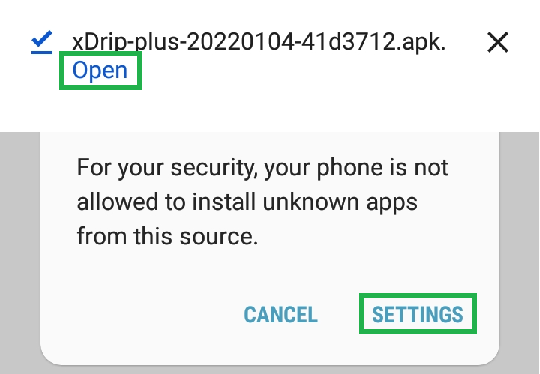 xDrip-plus-20220104-41d3712.apk.
Open
For your security, your phone is not
allowed to install unknown apps
from this source.
CANCEL SETTINGS